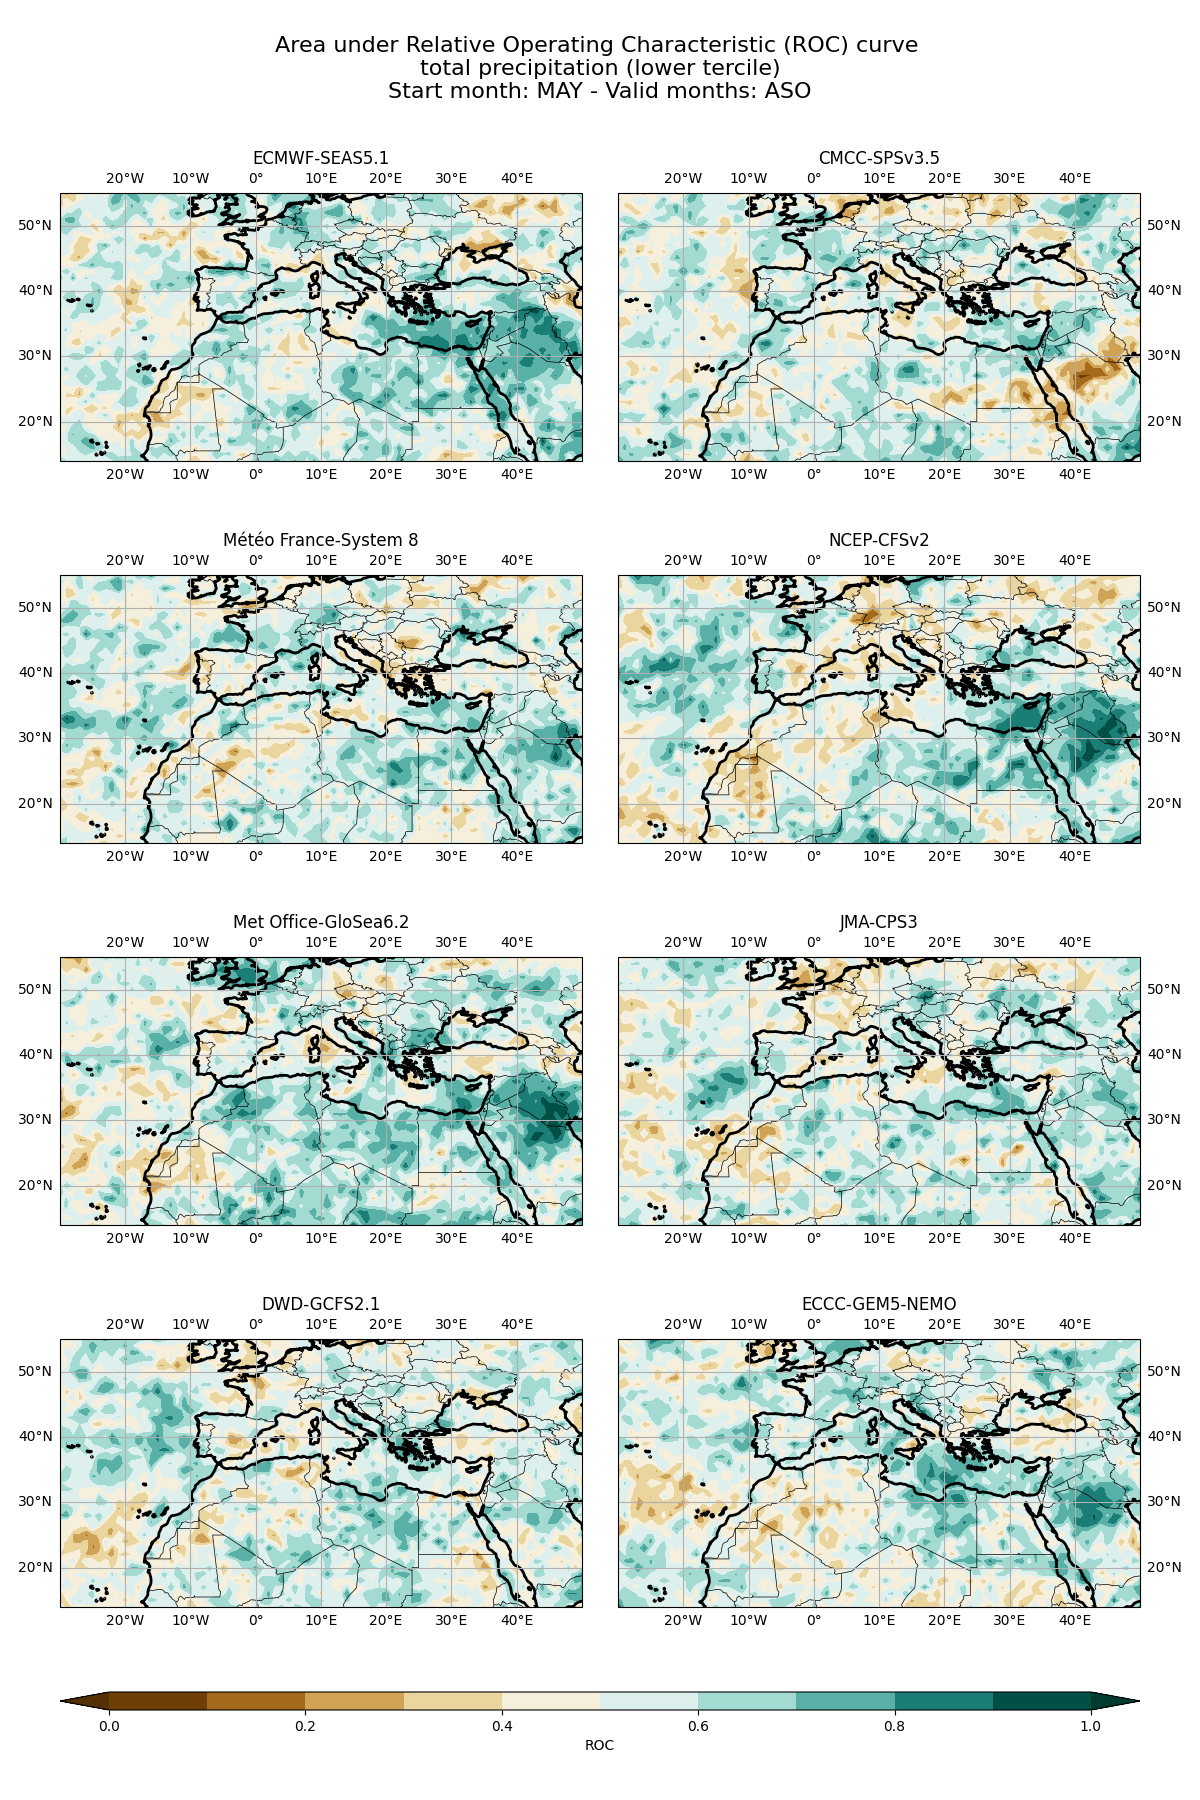 Area under Relative Operating Characteristic (ROC) curve
total precipitation (lower tercile)
Start month: MAY - Valid months: ASO
ECMWF-SEAS5.1
20°W 10°W 0° 10°E 20°E 30°E 40°E
50°N
40°N
30°N
20°N
20°W 10°W 0° 10°E 20°E 30°E 40°E
CMCC-SPSv3.5
20°W 10°W 0° 10°E 20°E 30°E 40°E
50°N
40°N
30°N
20°N
20°W 10°W 0° 10°E 20°E 30°E 40°E
Météo France-System 8
20°W 10°W 0° 10°E 20°E 30°E 40°E
50°N
40°N
30°N
20°N
20°W 10°W 0° 10°E 20°E 30°E 40°E
NCEP-CFSv2
20°W 10°W 0° 10°E 20°E 30°E 40°E
50°N
40°N
30°N
20°N
20°W 10°W 0° 10°E 20°E 30°E 40°E
Met Office-GloSea6.2
20°W 10°W 0° 10°E 20°E 30°E 40°E
50°N
40°N
30°N
20°N
20°W 10°W 0° 10°E 20°E 30°E 40°E
JMA-CPS3
20°W 10°W 0° 10°E 20°E 30°E 40°E
50°N
40°N
30°N
20°N
20°W 10°W 0° 10°E 20°E 30°E 40°E
DWD-GCFS2.1
20°W 10°W 0° 10°E 20°E 30°E 40°E
50°N
40°N
30°N
20°N
20°W 10°W 0° 10°E 20°E 30°E 40°E
ECCC-GEM5-NEMO
20°W 10°W 0° 10°E 20°E 30°E 40°E
50°N
40°N
30°N
20°N
20°W 10°W 0° 10°E 20°E 30°E 40°E
0.0 0.2 0.4 0.6 0.8 1.0
ROC